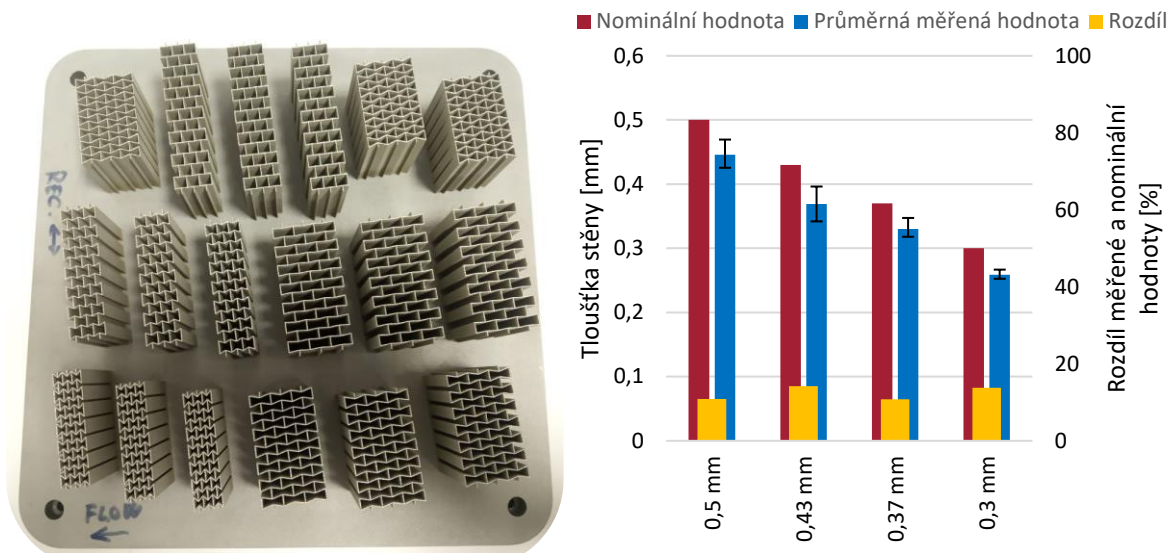 REC. ↔
FLOW
←
Nominální hodnota Průměrná měřená hodnota Rozdíl
Tloušťka stěny [mm]
0,6
0,5
0,4
0,3
0,2
0,1
0
100
80
60
40
20
0
Rozdíl měřené a nominální
hodnoty [%]
0,5 mm
0,43 mm
0,37 mm
0,3 mm